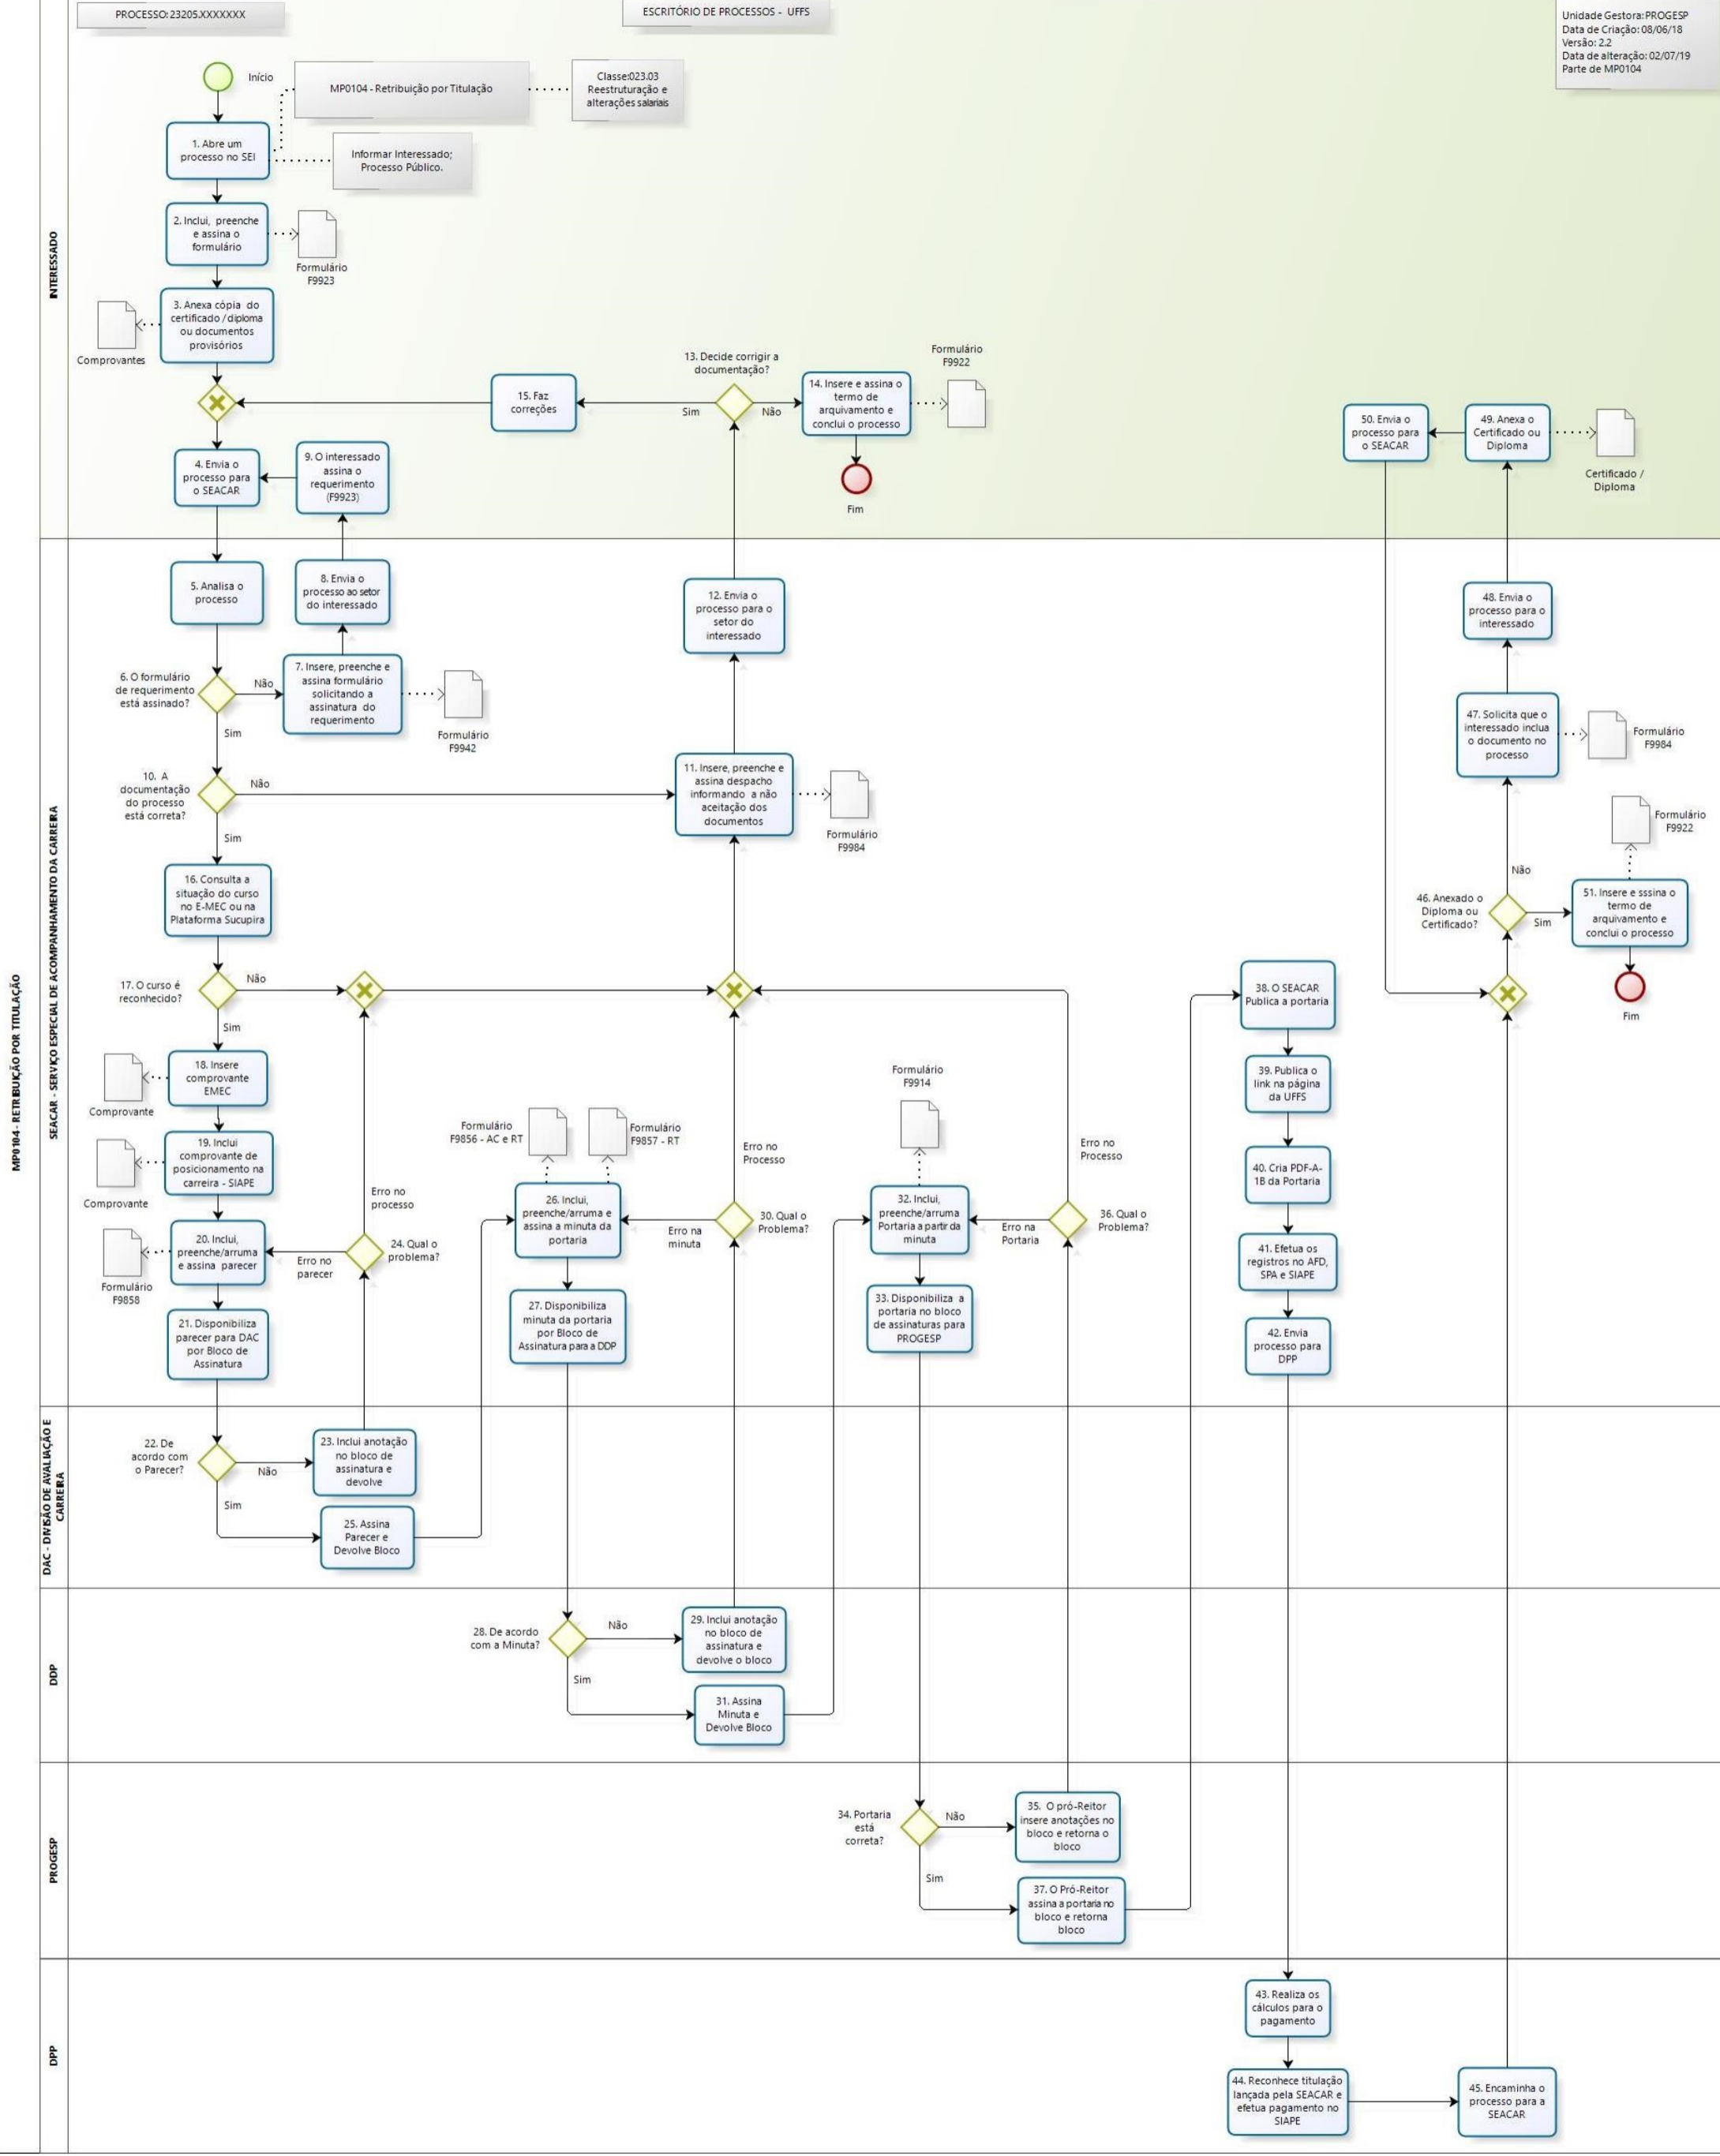 PROCESSO: 23205.XXXXXXX
ESCRITÓRIO DE PROCESSOS - UFFS
Unidade Gestora: PROGESP
Data de Criação: 08/06/18
Versão: 2.2
Data de alteração: 02/07/19
Parte de MP0104
MP0104 - RETRIBUIÇÃO POR TITULAÇÃO
INTERESSADO
Início
MP0104 - Retribuição por Titulação
Classe:023.03
Reestruturação e
alterações salariais
1. Abre um
processo no SEI
Informar Interessado;
Processo Público.
2. Inclui, preenche
e assina o
formulário
Formulário
F9923
3. Anexa cópia do
certificado / diploma
ou documentos
provisórios
Comprovantes
15. Faz
correções
13. Decide corrigir a
documentação?
Sim
Não
14. Insere e assina o
termo de
arquivamento e
conclui o processo
Formulário
F9922
Fim
4. Envia o
processo para
o SEACAR
9. O interessado
assina o
requerimento
(F9923)
50. Envia o
processo para
o SEACAR
49. Anexa o
Certificado ou
Diploma
Certificado /
Diploma
SEACAR - SERVIÇO ESPECIAL DE ACOMPANHAMENTO DA CARREIRA
5. Analisa o
processo
8. Envia o
processo ao setor
do interessado
12. Envia o
processo para o
setor do
interessado
48. Envia o
processo para o
interessado
6. O formulário
de requerimento
está assinado?
Não
Sim
7. Insere, preenche e
assina formulário
solicitando a
assinatura do
requerimento
Formulário
F9942
47. Solicita que o
interessado inclua
o documento no
processo
Formulário
F9984
10. A
documentação
do processo
está correta?
Não
Sim
11. Insere, preenche e
assina despacho
informando a não
aceitação dos
documentos
Formulário
F9984
Formulário
F9922
16. Consulta a
situação do curso
no E-MEC ou na
Plataforma Sucupira
46. Anexado o
Diploma ou
Certificado?
Não
Sim
51. Insere e sssina o
termo de
arquivamento e
conclui o processo
Fim
17. O curso é
reconhecido?
Não
Sim
38. O SEACAR
Publica a portaria
18. Insere
comprovante
EMEC
Comprovante
39. Publica o
link na página
da UFFS
Formulário
F9914
19. Inclui
comprovante de
posicionamento na
carreira - SIAPE
Comprovante
Formulário
F9856 - AC e RT
Formulário
F9857 - RT
Erro no
Processo
Erro no
Processo
40. Cria PDF-A-
1B da Portaria
20. Inclui,
preenche/arruma
e assina parecer
Formulário
F9858
Erro no
processo
Erro no
parecer
24. Qual o
problema?
26. Inclui,
preenche/arruma e
assina a minuta da
portaria
Erro na
minuta
30. Qual o
Problema?
32. Inclui,
preenche/arruma
Portaria a partir da
minuta
Erro na
Portaria
36. Qual o
Problema?
41. Efetua os
registros no AFD,
SPA e SIAPE
21. Disponibiliza
parecer para DAC
por Bloco de
Assinatura
27. Disponibiliza
minuta da portaria
por Bloco de
Assinatura para a DDP
33. Disponibiliza a
portaria no bloco
de assinaturas para
PROGESP
42. Envia
processo para
DPP
DAC - DIVISÃO DE AVALIAÇÃO E
CARREIRA
22. De
acordo com
o Parecer?
Não
Sim
23. Inclui anotação
no bloco de
assinatura e
devolve
25. Assina
Parecer e
Devolve Bloco
DDP
28. De acordo
com a Minuta?
Não
Sim
29. Inclui anotação
no bloco de
assinatura e
devolve o bloco
31. Assina
Minuta e
Devolve Bloco
PROGESP
34. Portaria
está
correta?
Não
Sim
35. O pró-Reitor
insere anotações no
bloco e retorna o
bloco
37. O Pró-Reitor
assina a portaria no
bloco e retorna
bloco
DPP
43. Realiza os
cálculos para o
pagamento
44. Reconhece titulação
lançada pela SEACAR e
efetua pagamento no
SIAPE
45. Encaminha o
processo para a
SEACAR